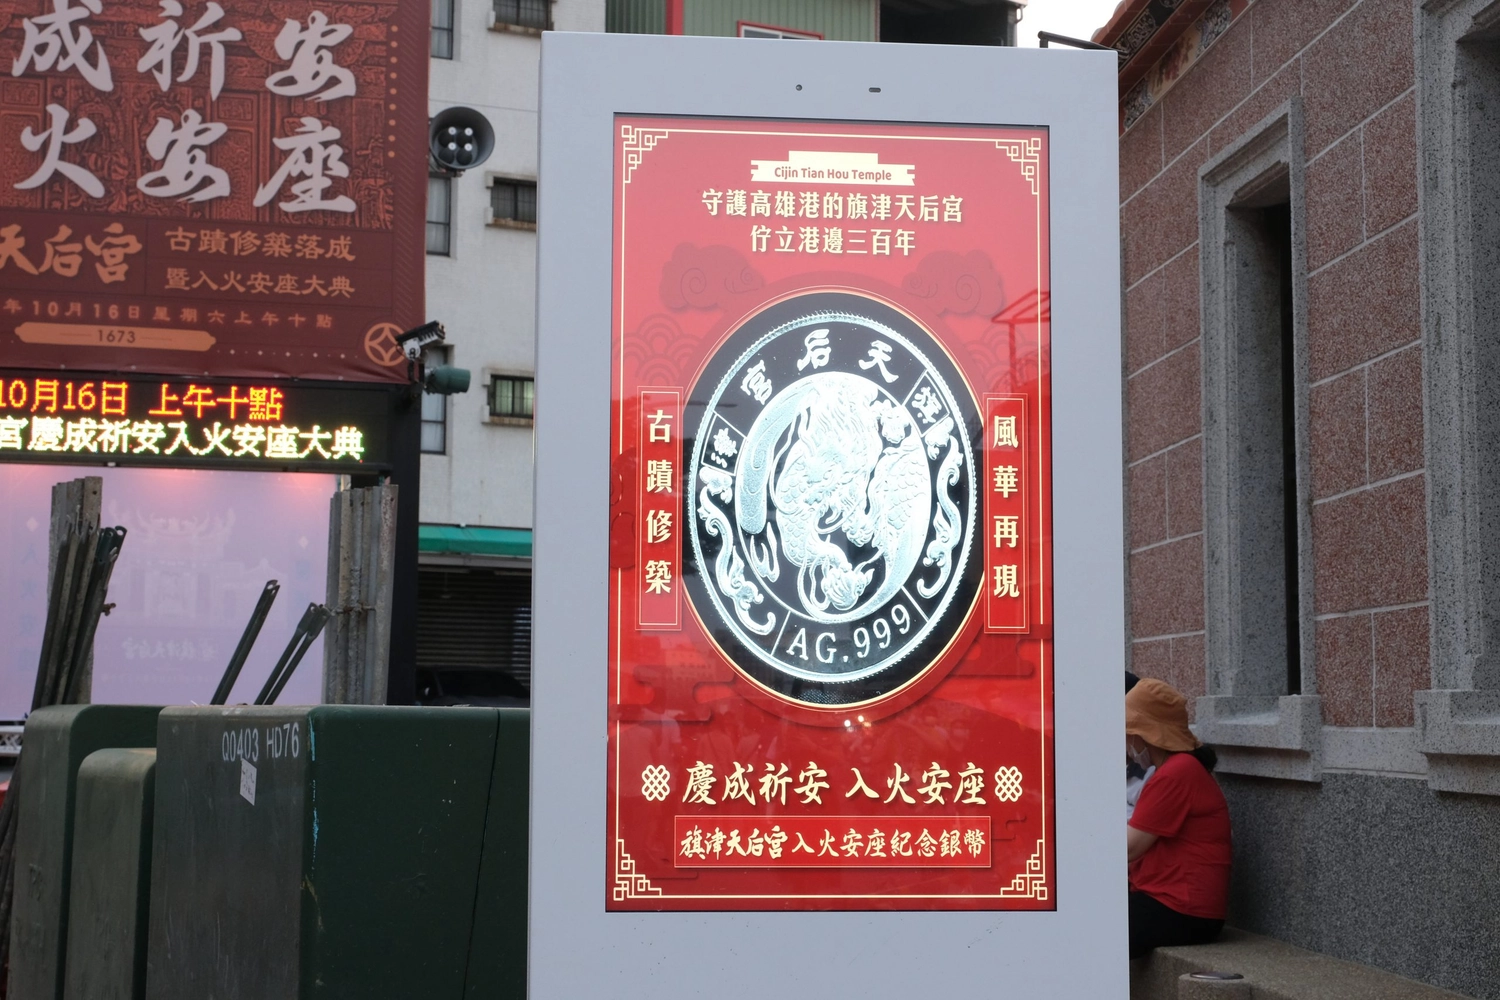 成祈安
火安座
天后宮
古蹟修築落成
暨入火安座大典
年10月16日星期六上午十點
1673
10月16日 上午十點
宮慶成祈安入火安座大典
Q0403 HD76
Cijin Tian Hou Temple
守護高雄港的旗津天后宮
佇立港邊三百年
古蹟修築
風華再現
旗津天后宮
AG.999
慶成祈安 入火安座
旗津天后宮入火安座紀念銀幣